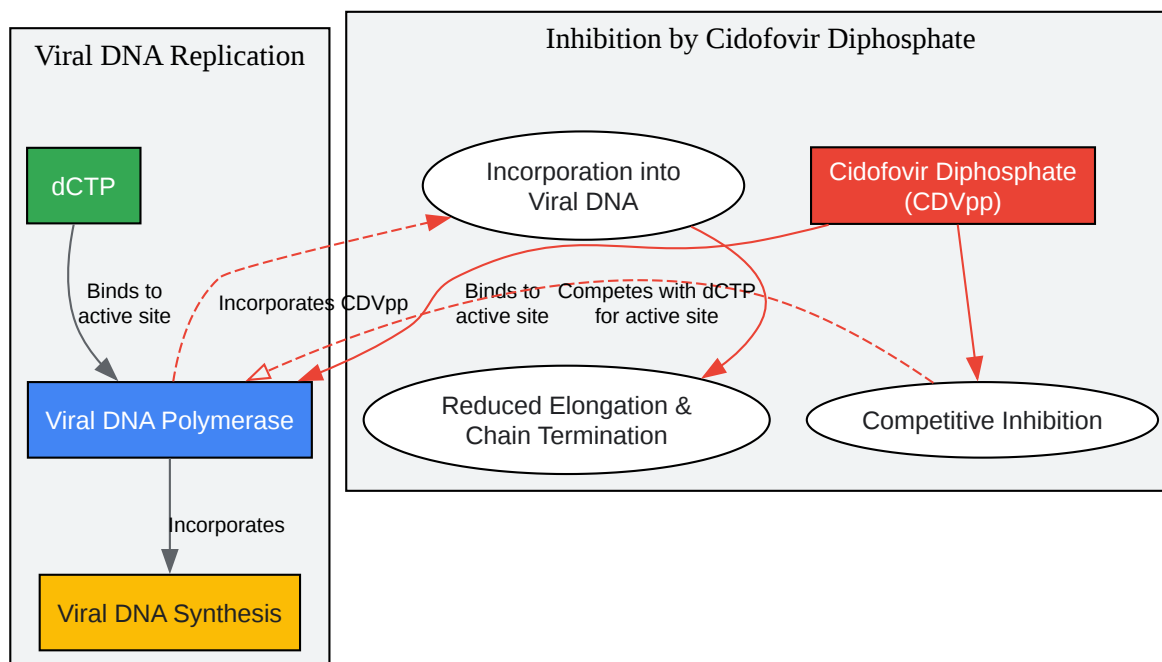 Viral DNA Replication
Inhibition by Cidofovir Diphosphate
dCTP
Incorporation into
Viral DNA
Cidofovir Diphosphate
(CDVpp)
Binds to
active site
Incorporates CDVpp
Binds to
active site
Competes with dCTP
for active site
Viral DNA Polymerase
Reduced Elongation &
Chain Termination
Competitive Inhibition
Incorporates
Viral DNA Synthesis